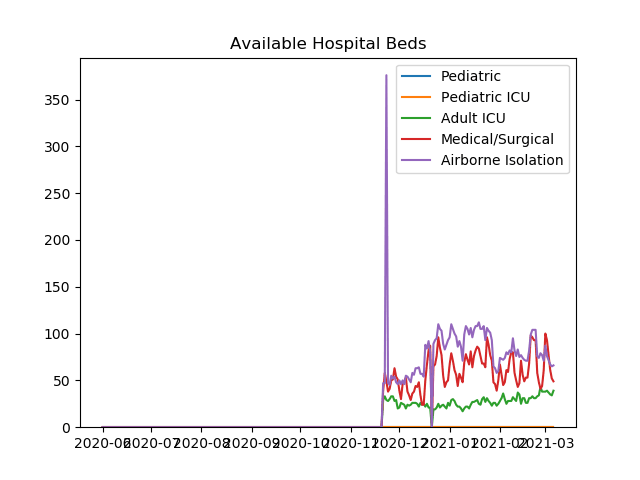 Available Hospital Beds
Pediatric
Pediatric ICU
Adult ICU
Medical/Surgical
Airborne Isolation
350
300
250
200
150
100
50
0
2020-06 2020-07 2020-08 2020-09 2020-10 2020-11 2020-12 2021-01 2021-02 2021-03